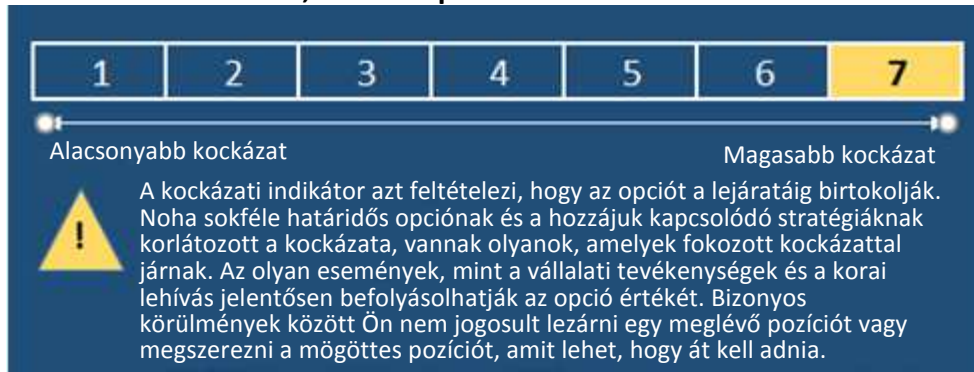 1 2 3 4 5 6 7
Alacsonyabb kockázat Magasabb kockázat
A kockázati indikátor azt feltételezi, hogy az opciót a lejáratáig birtokolják.
Noha sokféle határidős opciónak és a hozzájuk kapcsolódó stratégiáknak
korlátozott a kockázata, vannak olyanok, amelyek fokozott kockázattal
járnak. Az olyan események, mint a vállalati tevékenységek és a korai
lehívás jelentősen befolyásolhatják az opció értékét. Bizonyos
körülmények között Ön nem jogosult lezárni egy meglévő pozíciót vagy
megszerezni a mögöttes pozíciót, amit lehet, hogy át kell adnia.